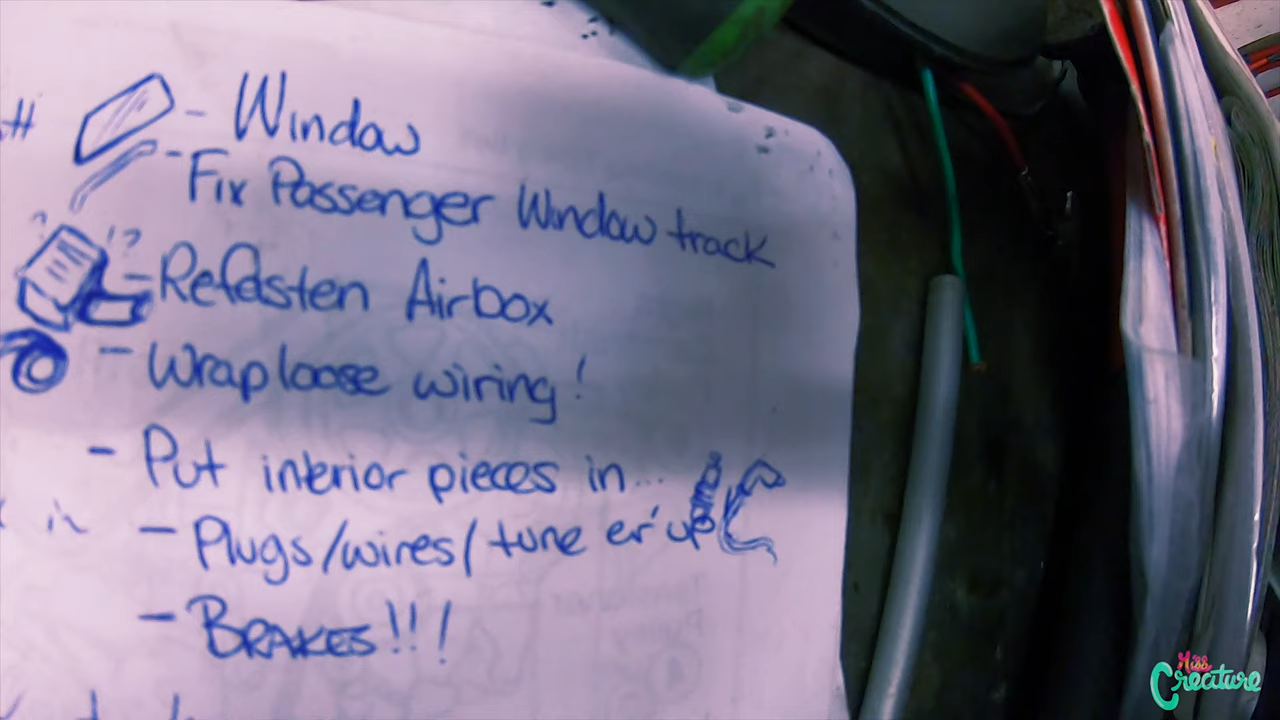 - Window
- Fix Passenger Window track
- Refasten Airbox
- Wrap loose wiring!
- Put interior pieces in...
- Plugs/wires/tune er' up
- BRAKES!!!
Miss
Creature